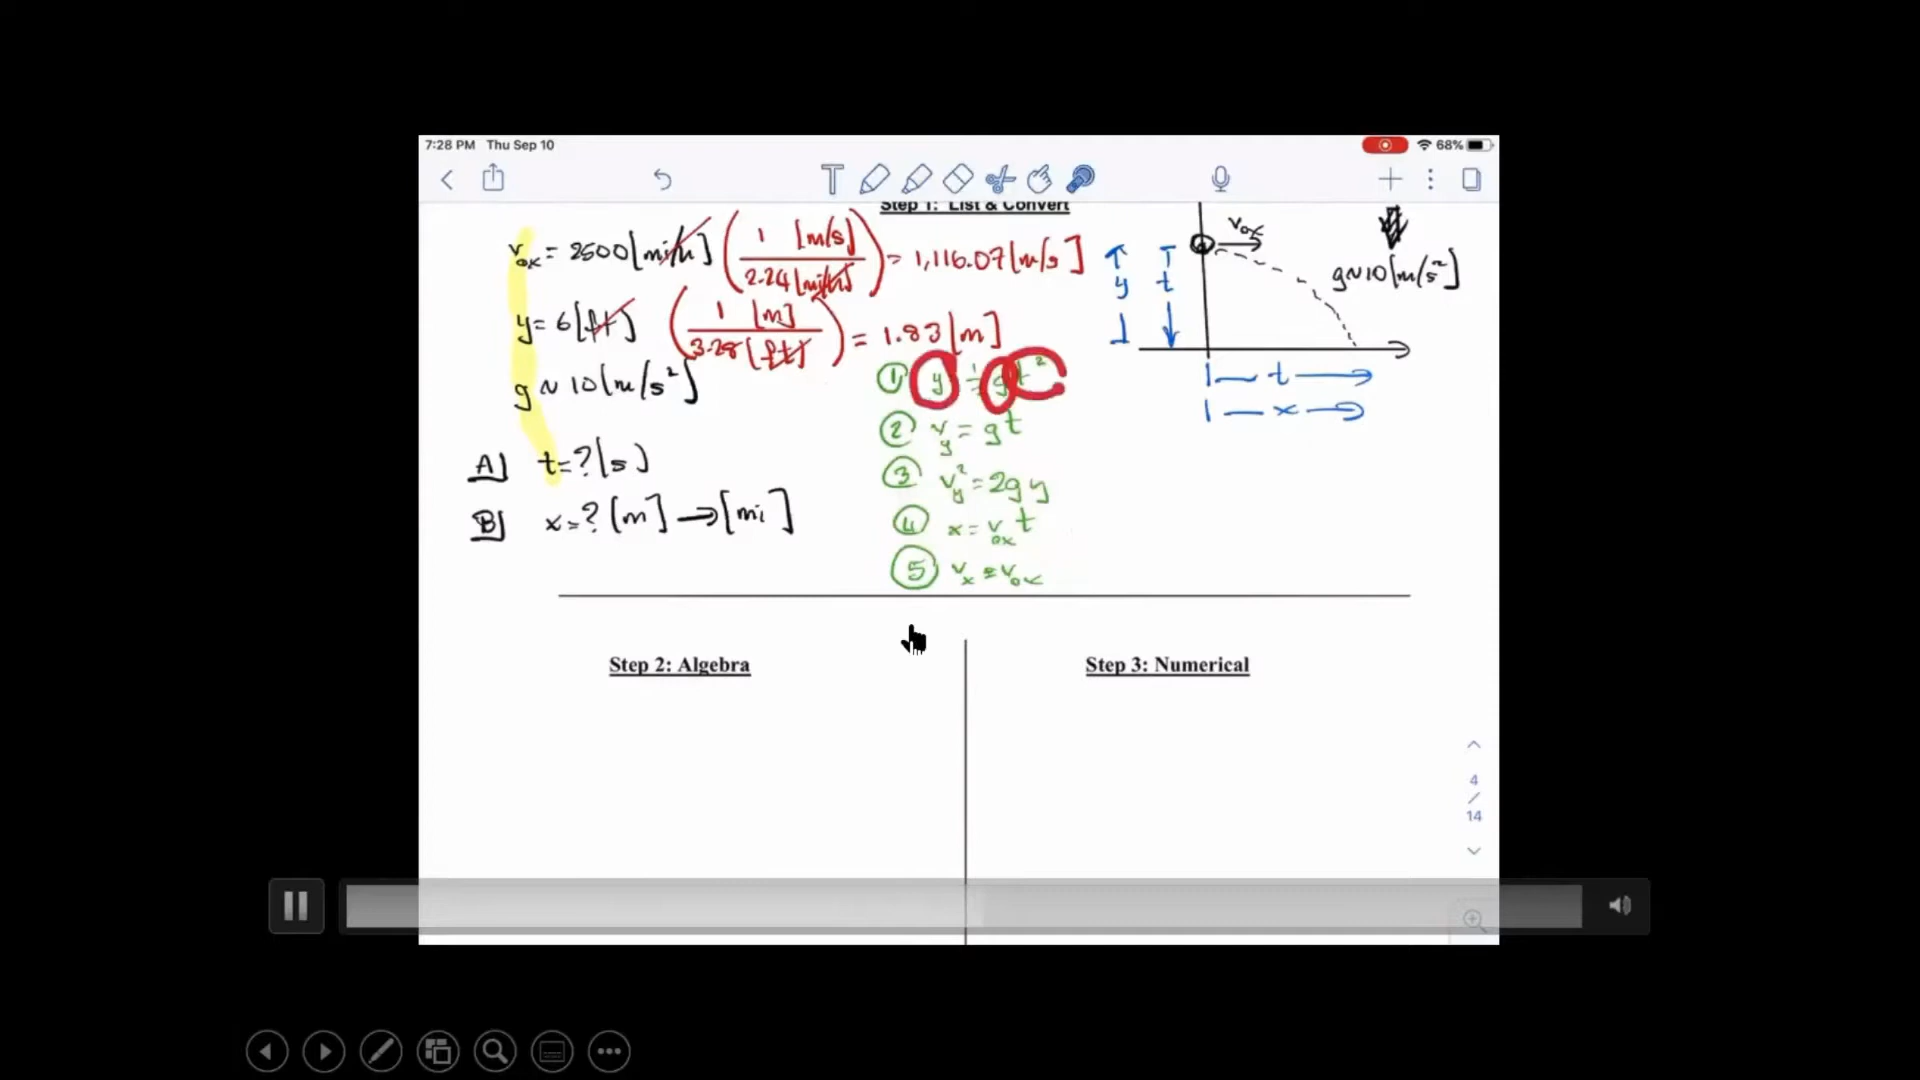 7:28 PM Thu Sep 10
68%
Step 1: List & Convert
v₀ₓ = 2500 [mi/h] ( 1 [m/s] / 2.24 [mi/h] ) = 1,116.07 [m/s]
y = 6 [ft] ( 1 [m] / 3.28 [ft] ) = 1.83 [m]
g ~ 10 [m/s²]
A] t = ? [s]
B] x = ? [m] → [mi]
① y = ½ g t²
② v_y = g t
③ v_y² = 2 g y
④ x = v₀ₓ t
⑤ vₓ = v₀ₓ
v₀ₓ
g ~ 10 [m/s²]
y t
t
x
Step 2: Algebra
Step 3: Numerical
4
/
14